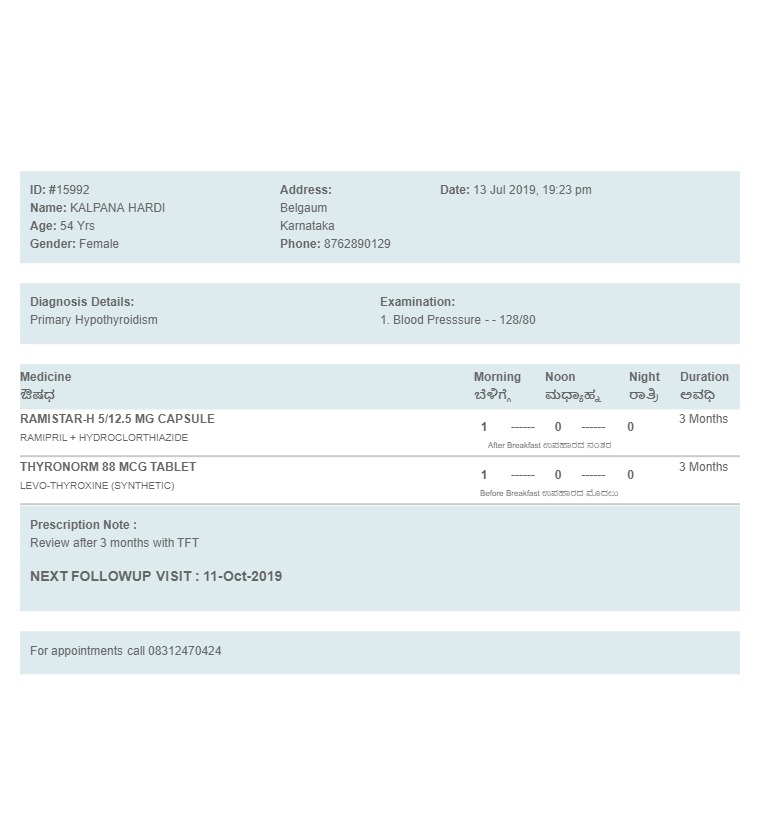 ID: #15992
Name: KALPANA HARDI
Age: 54 Yrs
Gender: Female
Address:
Belgaum
Karnataka
Phone: 8762890129
Date: 13 Jul 2019, 19:23 pm
Diagnosis Details:
Primary Hypothyroidism
Examination:
1. Blood Presssure - - 128/80
Medicine Morning Noon Night Duration
ಔಷಧ ಬೆಳಿಗ್ಗೆ ಮಧ್ಯಾಹ್ನ ರಾತ್ರಿ ಅವಧಿ
RAMISTAR-H 5/12.5 MG CAPSULE
RAMIPRIL + HYDROCLORTHIAZIDE
1 ------ 0 ------ 0 3 Months
After Breakfast ಉಪಹಾರದ ನಂತರ
THYRONORM 88 MCG TABLET
LEVO-THYROXINE (SYNTHETIC)
1 ------ 0 ------ 0 3 Months
Before Breakfast ಉಪಹಾರದ ಮೊದಲು
Prescription Note :
Review after 3 months with TFT
NEXT FOLLOWUP VISIT : 11-Oct-2019
For appointments call 08312470424